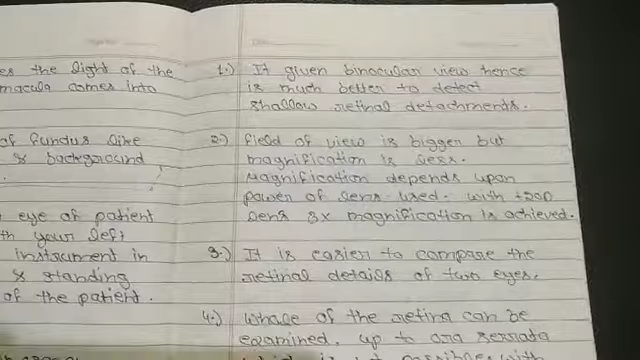 es the light of the
macula comes into
of fundus like
& background
eye of patient
th your left
instrument in
& standing
of the patient.
1.) It given binocular view hence
is much better to detect
shallow retinal detachments.
2.) field of view is bigger but
magnification is less.
Magnification depends upon
power of lens used. with +20D
lens 3x magnification is achieved.
3.) It is easier to compare the
retinal details of two eyes.
4.) Whole of the retina can be
examined, up to ora serrata